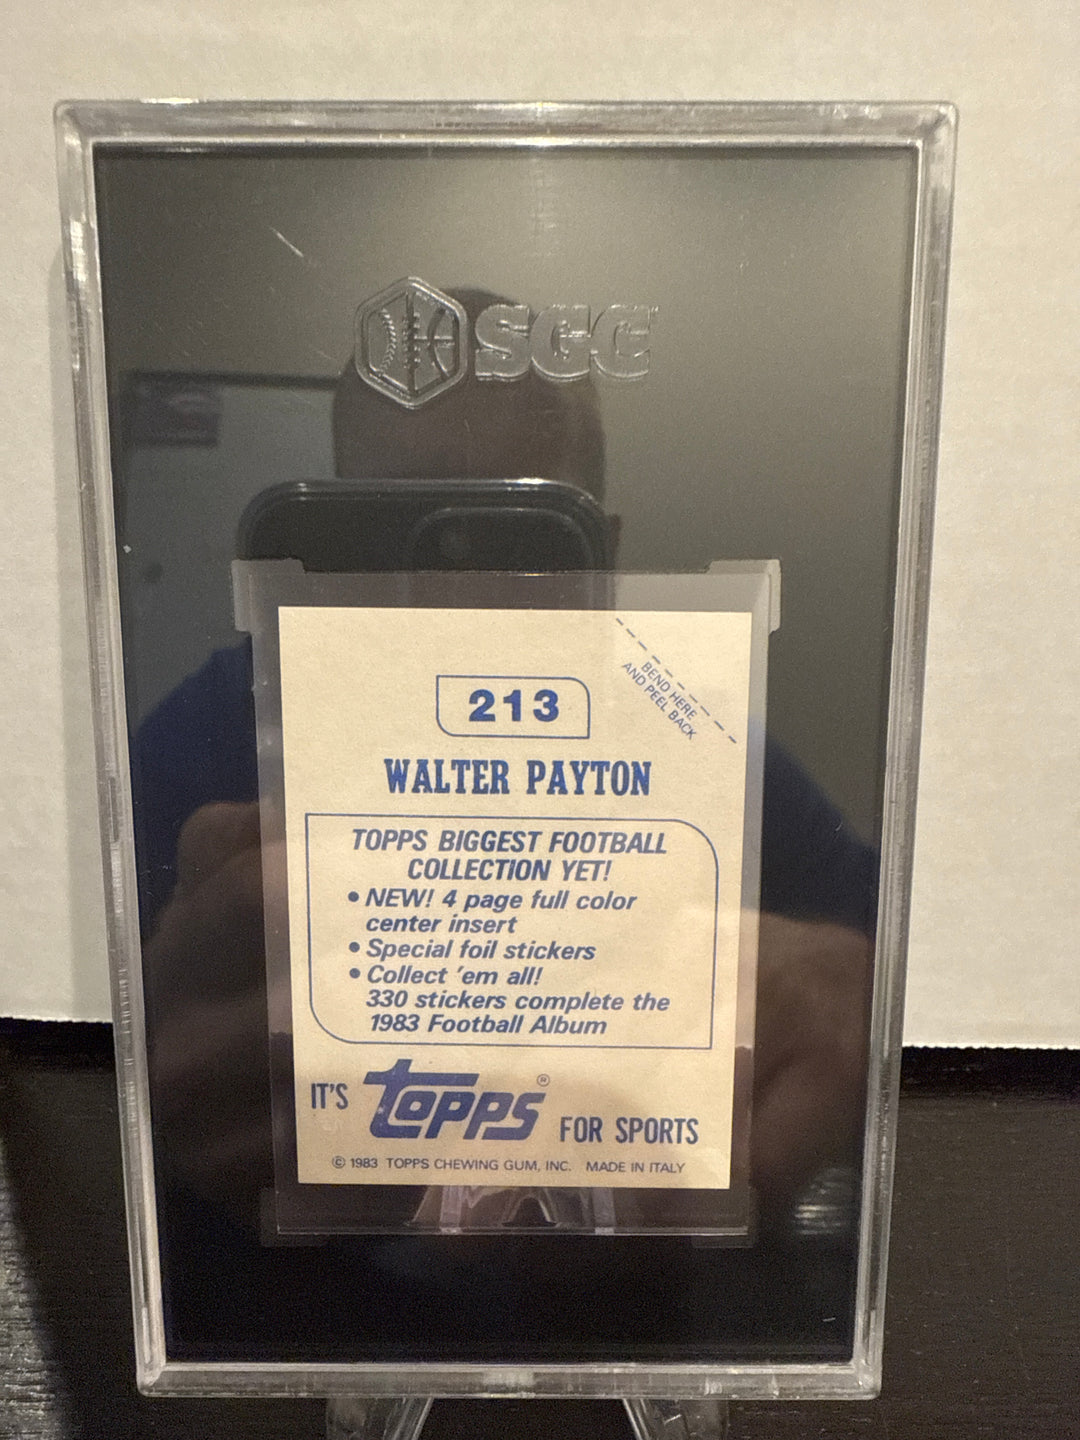 SGC
213
BEND HERE
AND PEEL BACK
WALTER PAYTON
TOPPS BIGGEST FOOTBALL
COLLECTION YET!
• NEW! 4 page full color
center insert
• Special foil stickers
• Collect 'em all!
330 stickers complete the
1983 Football Album
IT'S topps® FOR SPORTS
© 1983 TOPPS CHEWING GUM, INC. MADE IN ITALY